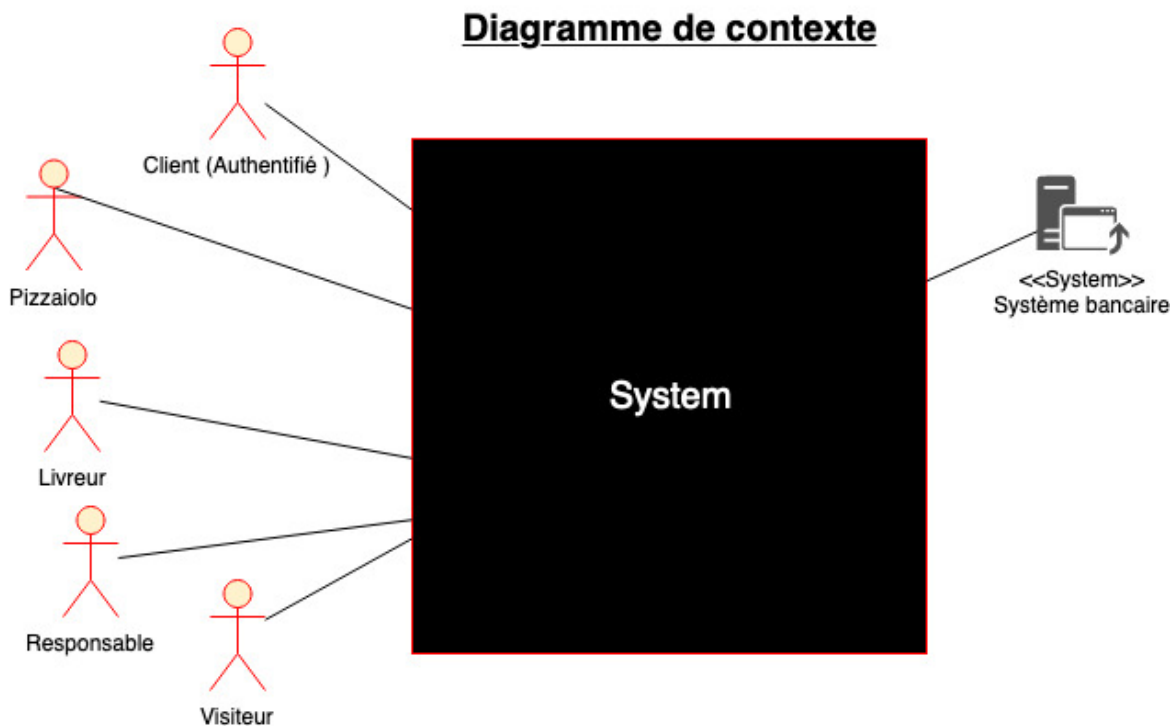 Diagramme de contexte
Client (Authentifié )
Pizzaiolo
System
<<System>>
Système bancaire
Livreur
Responsable
Visiteur